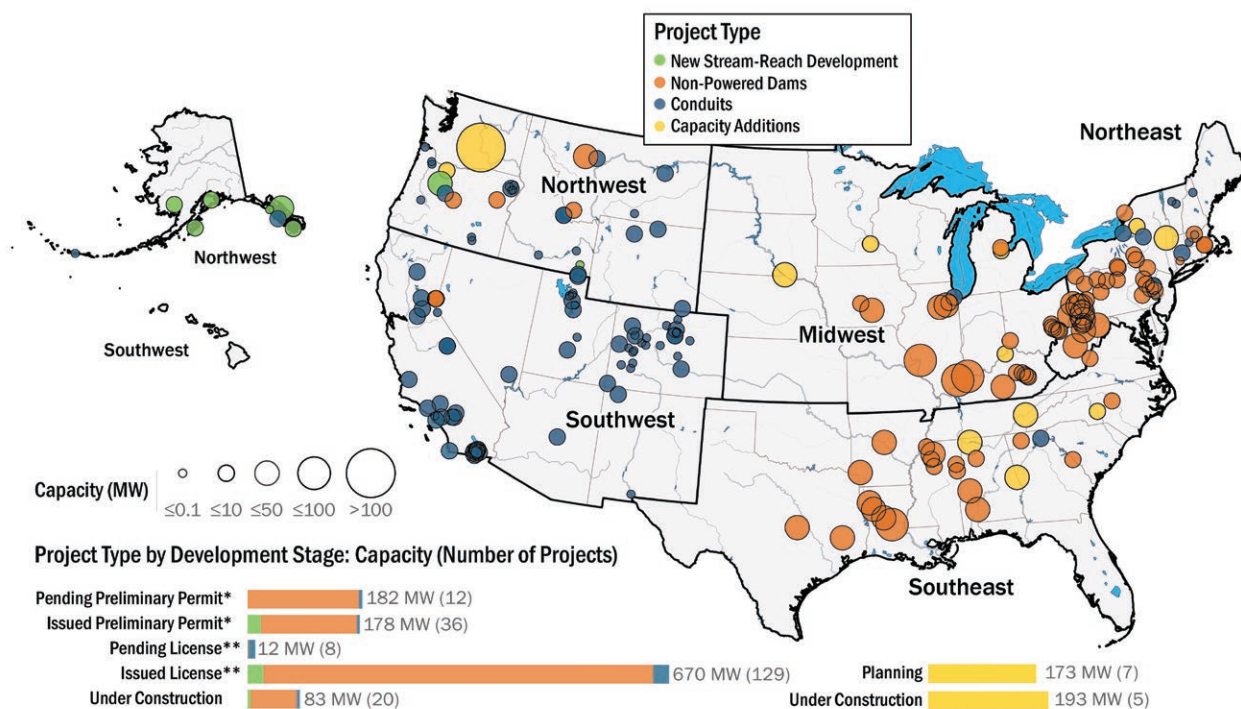 Project Type
New Stream-Reach Development
Non-Powered Dams
Conduits
Capacity Additions
Northeast
Northwest
Northwest
Southwest
Midwest
Southwest
Southeast
Capacity (MW)
≤0.1 ≤10 ≤50 ≤100 >100
Project Type by Development Stage: Capacity (Number of Projects)
Pending Preliminary Permit* 182 MW (12)
Issued Preliminary Permit* 178 MW (36)
Pending License** 12 MW (8)
Issued License** 670 MW (129)
Under Construction 83 MW (20)
Planning 173 MW (7)
Under Construction 193 MW (5)